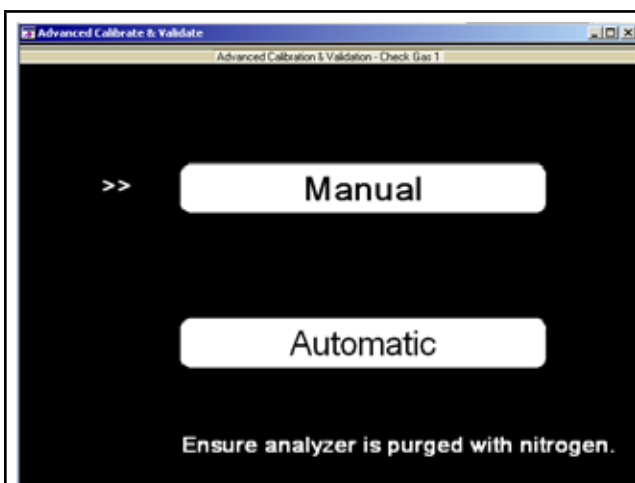 Advanced Calibrate & Validate
Advanced Calibration & Validation - Check Gas 1
>> Manual
Automatic
Ensure analyzer is purged with nitrogen.